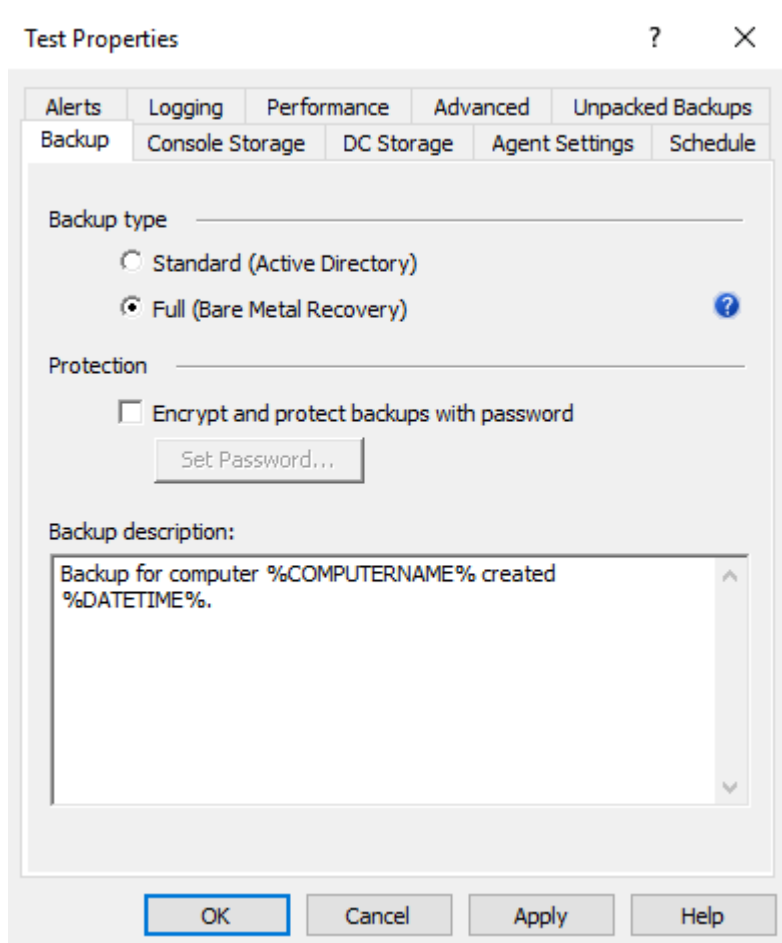 Test Properties
?
Alerts
Logging
Performance
Advanced
Unpacked Backups
Backup
Console Storage
DC Storage
Agent Settings
Schedule
Backup type
Standard (Active Directory)
Full (Bare Metal Recovery)
?
Protection
Encrypt and protect backups with password
Set Password...
Backup description:
Backup for computer %COMPUTERNAME% created
%DATETIME%.
OK
Cancel
Apply
Help